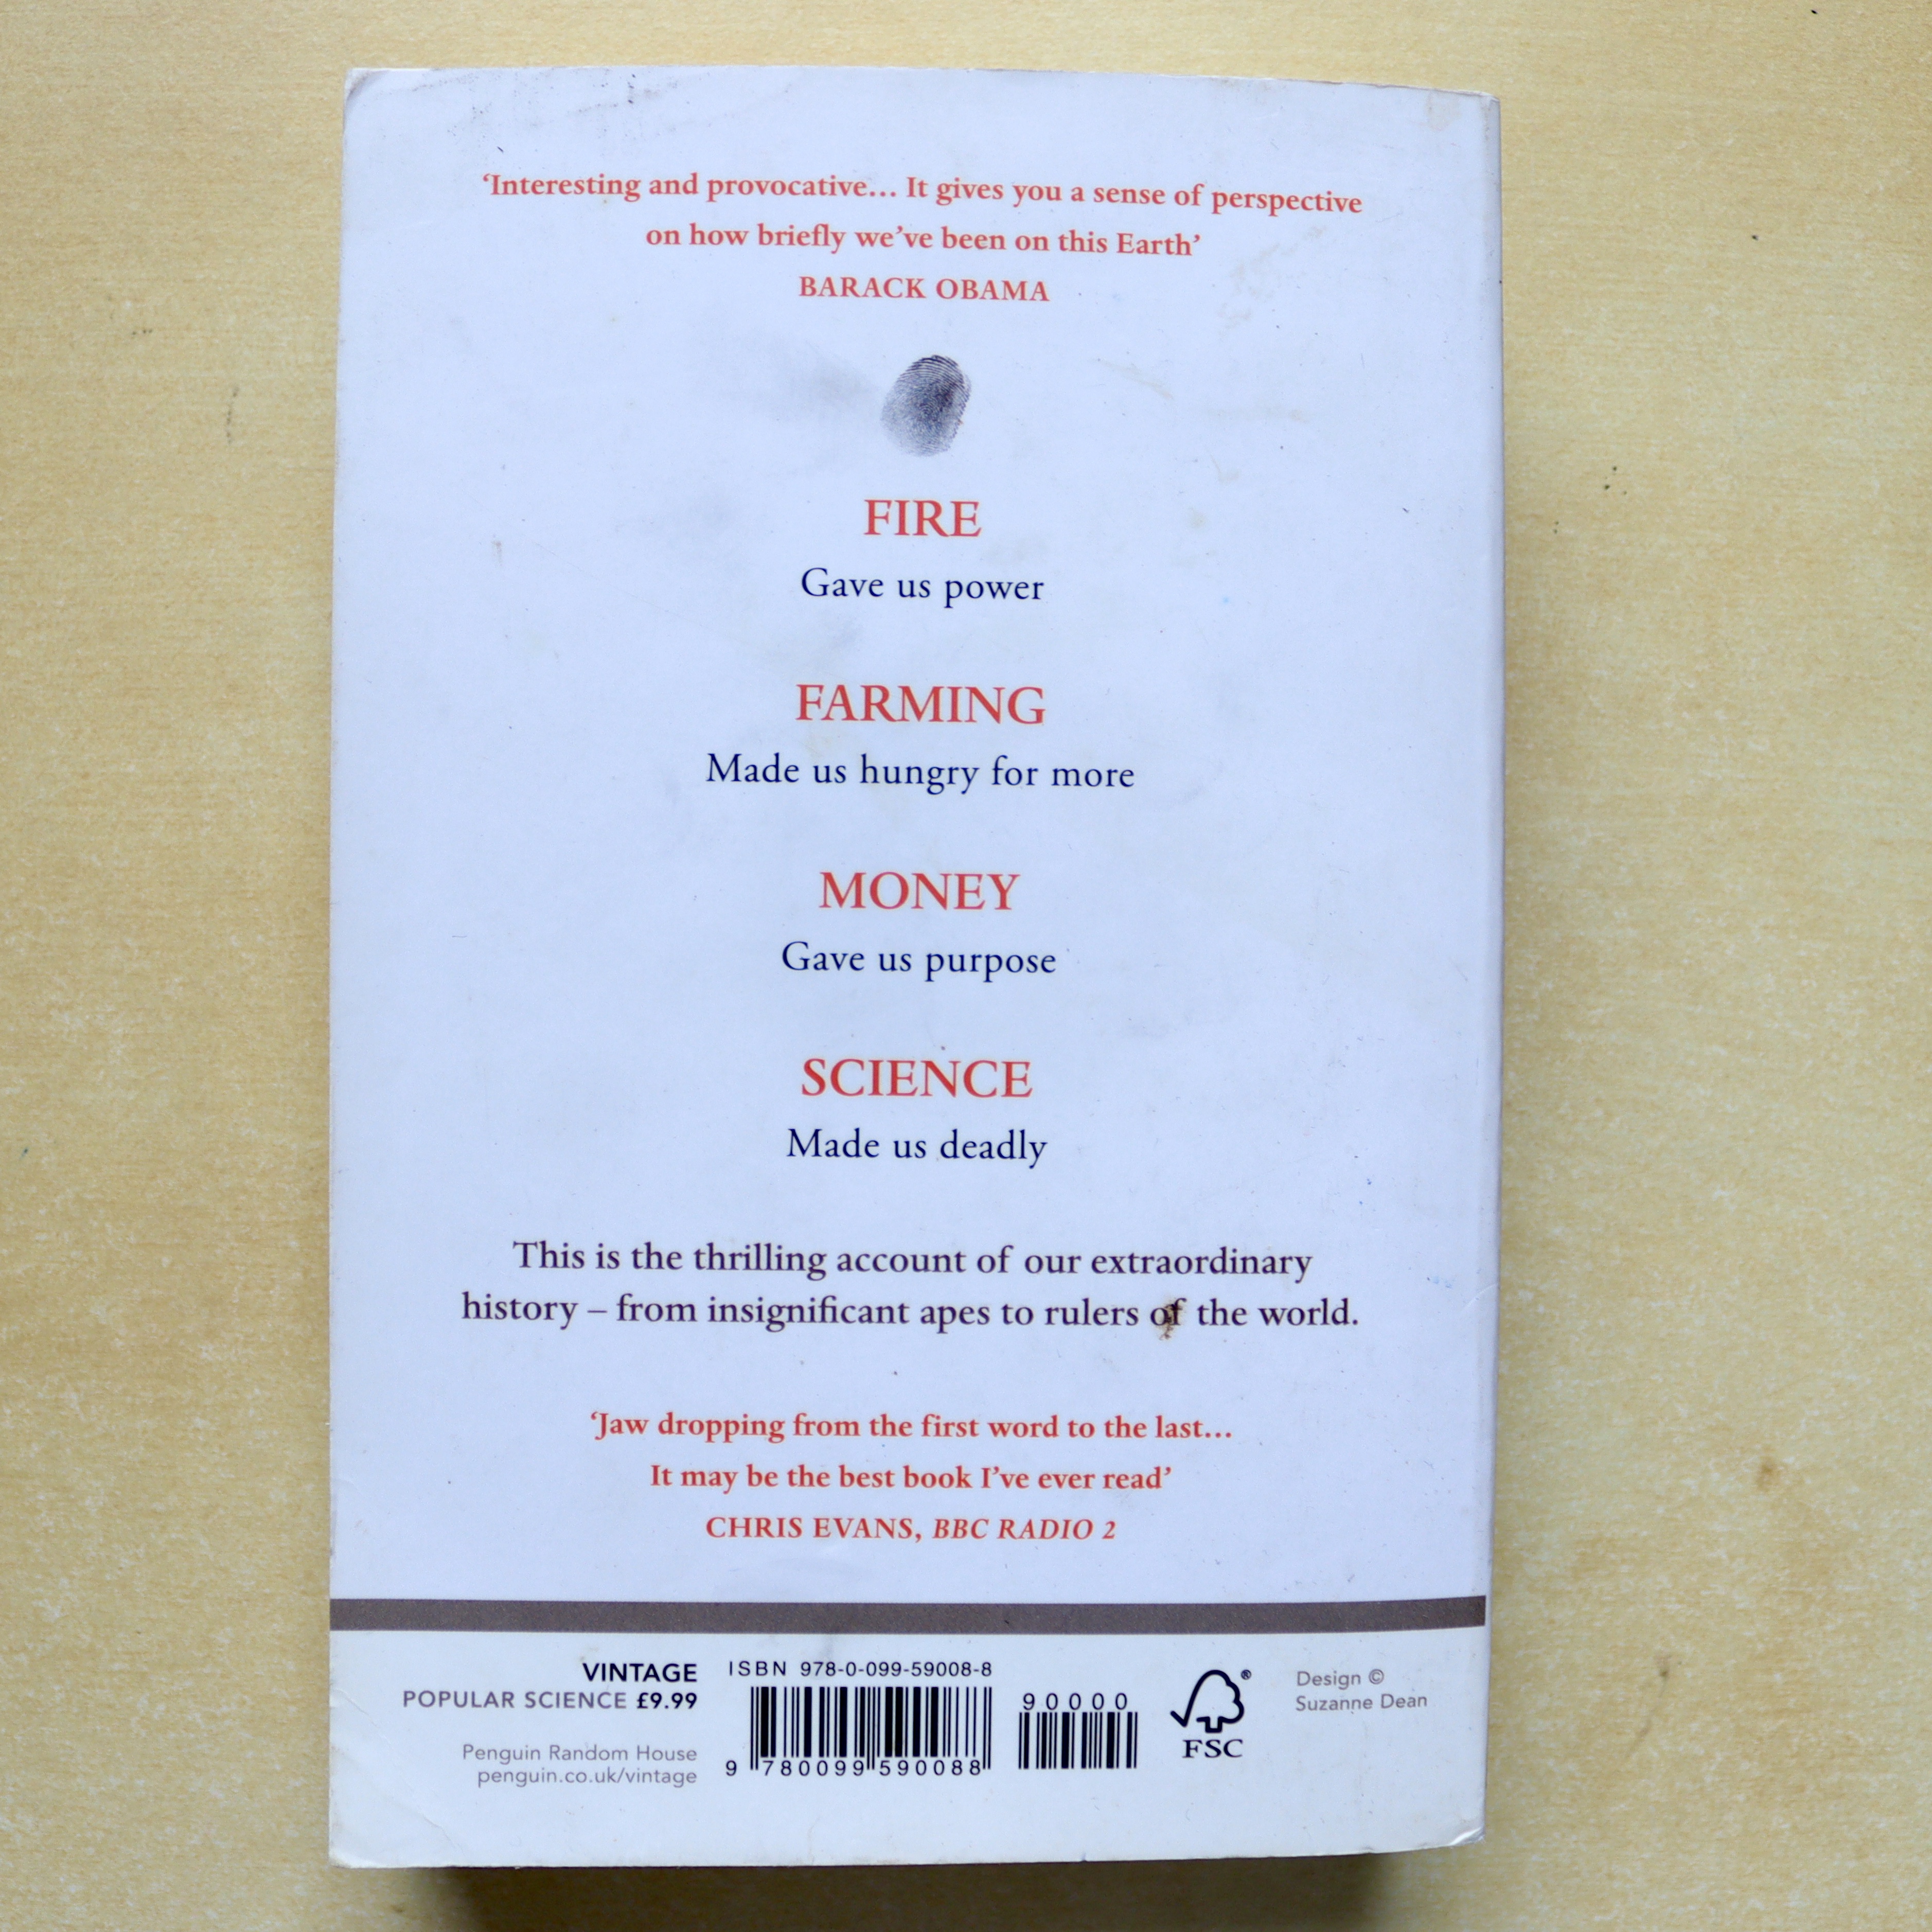 ‘Interesting and provocative… It gives you a sense of perspective
on how briefly we’ve been on this Earth’
BARACK OBAMA
FIRE
Gave us power
FARMING
Made us hungry for more
MONEY
Gave us purpose
SCIENCE
Made us deadly
This is the thrilling account of our extraordinary
history – from insignificant apes to rulers of the world.
‘Jaw dropping from the first word to the last…
It may be the best book I’ve ever read’
CHRIS EVANS, BBC RADIO 2
VINTAGE
POPULAR SCIENCE £9.99
Penguin Random House
penguin.co.uk/vintage
ISBN 978-0-099-59008-8
9 780099 590088
90000
®
FSC
Design ©
Suzanne Dean